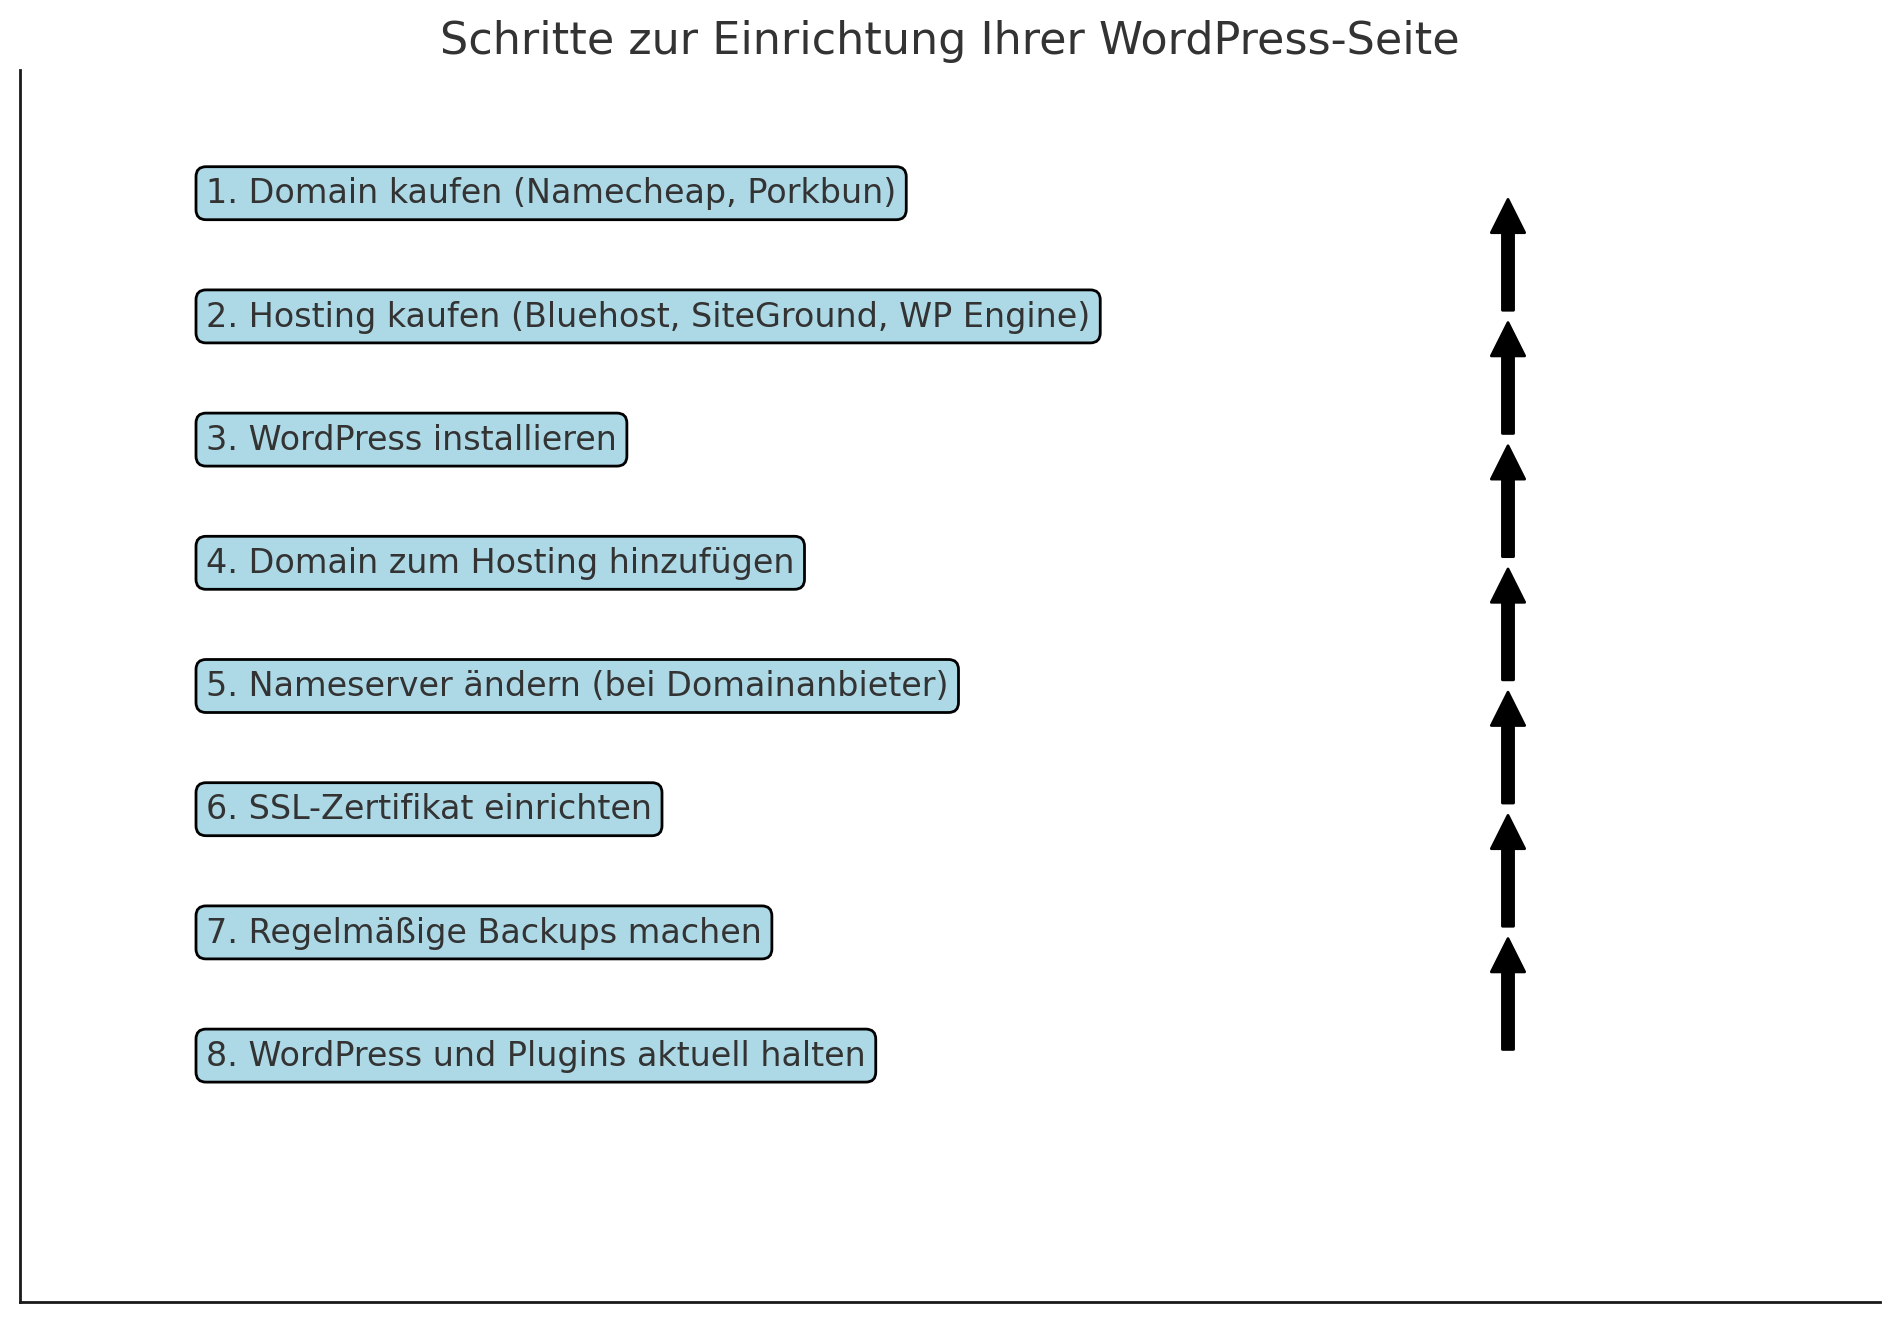 Schritte zur Einrichtung Ihrer WordPress-Seite
1. Domain kaufen (Namecheap, Porkbun)
2. Hosting kaufen (Bluehost, SiteGround, WP Engine)
3. WordPress installieren
4. Domain zum Hosting hinzufügen
5. Nameserver ändern (bei Domainanbieter)
6. SSL-Zertifikat einrichten
7. Regelmäßige Backups machen
8. WordPress und Plugins aktuell halten